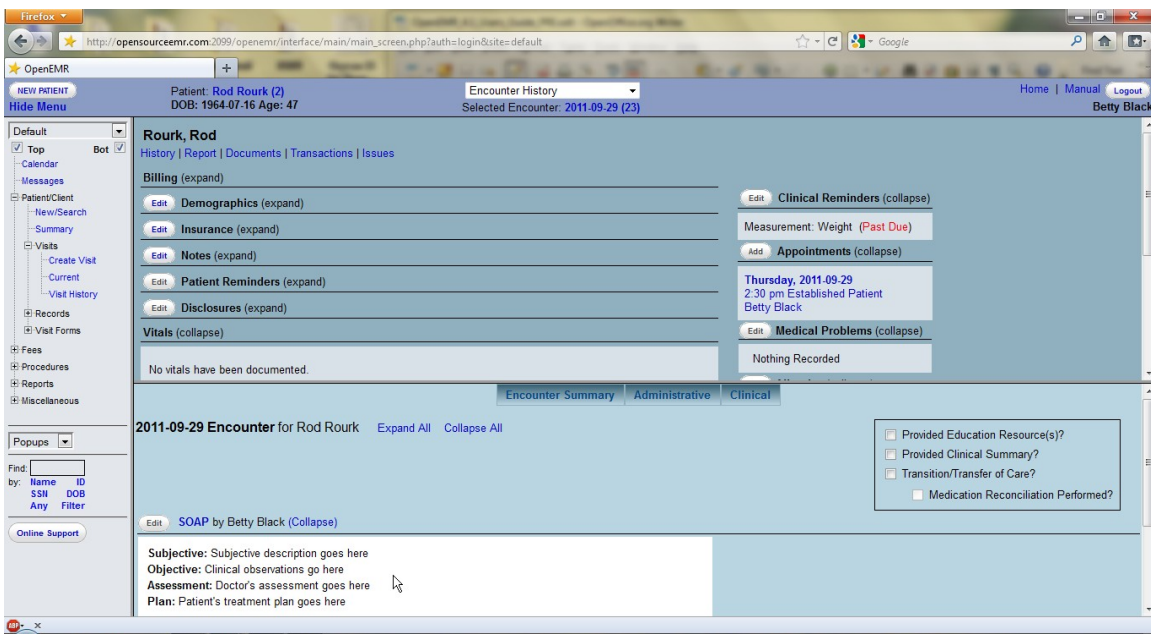 Firefox
http://opensourceemr.com:2099/openemr/interface/main/main_screen.php?auth=login&site=default
Google
OpenEMR
NEW PATIENT
Hide Menu
Patient: Rod Rourk (2)
DOB: 1964-07-16 Age: 47
Encounter History
Selected Encounter: 2011-09-29 (23)
Home | Manual Logout
Betty Black
Default
Top Bot
Calendar
Messages
Patient/Client
New/Search
Summary
Visits
Create Visit
Current
Visit History
Records
Visit Forms
Fees
Procedures
Reports
Miscellaneous
Popups
Find:
by: Name ID
SSN DOB
Any Filter
Online Support
Rourk, Rod
History | Report | Documents | Transactions | Issues
Billing (expand)
Edit Demographics (expand)
Edit Insurance (expand)
Edit Notes (expand)
Edit Patient Reminders (expand)
Edit Disclosures (expand)
Vitals (collapse)
No vitals have been documented.
Edit Clinical Reminders (collapse)
Measurement: Weight (Past Due)
Add Appointments (collapse)
Thursday, 2011-09-29
2:30 pm Established Patient
Betty Black
Edit Medical Problems (collapse)
Nothing Recorded
Encounter Summary Administrative Clinical
2011-09-29 Encounter for Rod Rourk Expand All Collapse All
Provided Education Resource(s)?
Provided Clinical Summary?
Transition/Transfer of Care?
Medication Reconciliation Performed?
Edit SOAP by Betty Black (Collapse)
Subjective: Subjective description goes here
Objective: Clinical observations go here
Assessment: Doctor's assessment goes here
Plan: Patient's treatment plan goes here
ABP